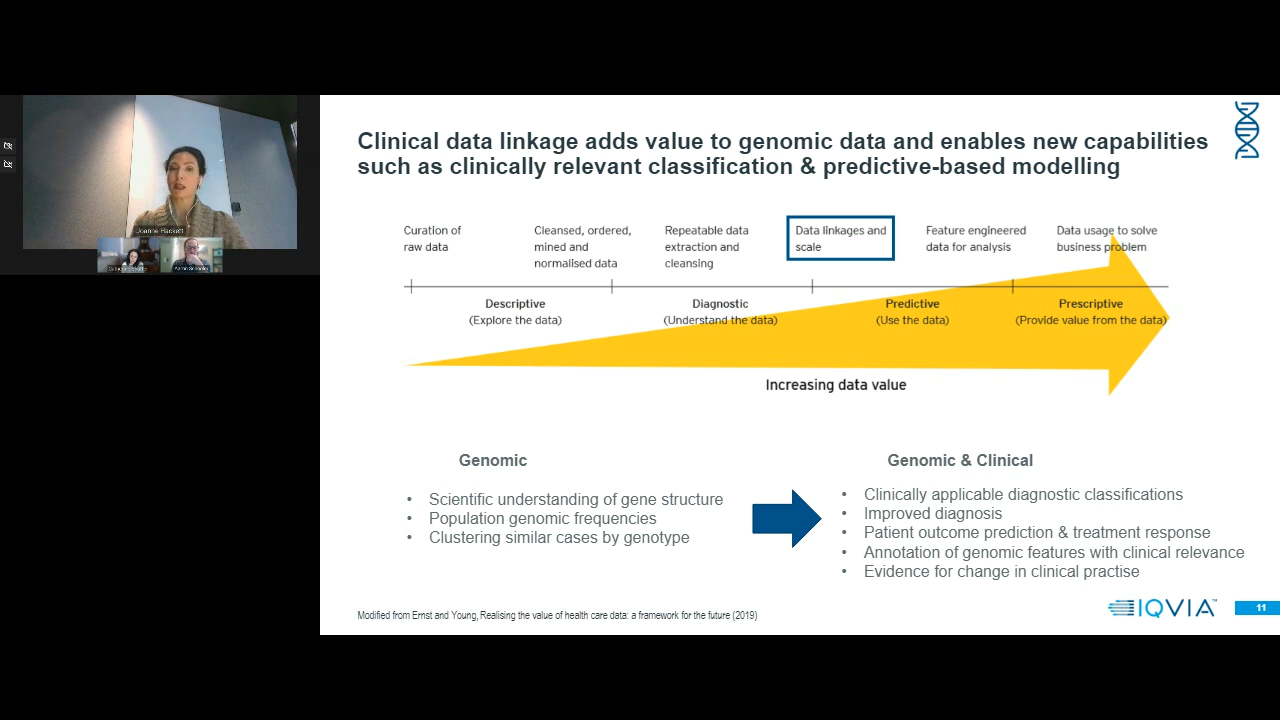 Joanne Hackett
Clinical data linkage adds value to genomic data and enables new capabilities
such as clinically relevant classification & predictive-based modelling
Curation of
raw data
Cleansed, ordered,
mined and
normalised data
Repeatable data
extraction and
cleansing
Data linkages and
scale
Feature engineered
data for analysis
Data usage to solve
business problem
Descriptive
(Explore the data)
Diagnostic
(Understand the data)
Predictive
(Use the data)
Prescriptive
(Provide value from the data)
Increasing data value
Genomic
• Scientific understanding of gene structure
• Population genomic frequencies
• Clustering similar cases by genotype
Genomic & Clinical
• Clinically applicable diagnostic classifications
• Improved diagnosis
• Patient outcome prediction & treatment response
• Annotation of genomic features with clinical relevance
• Evidence for change in clinical practise
Modified from Ernst and Young, Realising the value of health care data: a framework for the future (2019)
IQVIA™
11